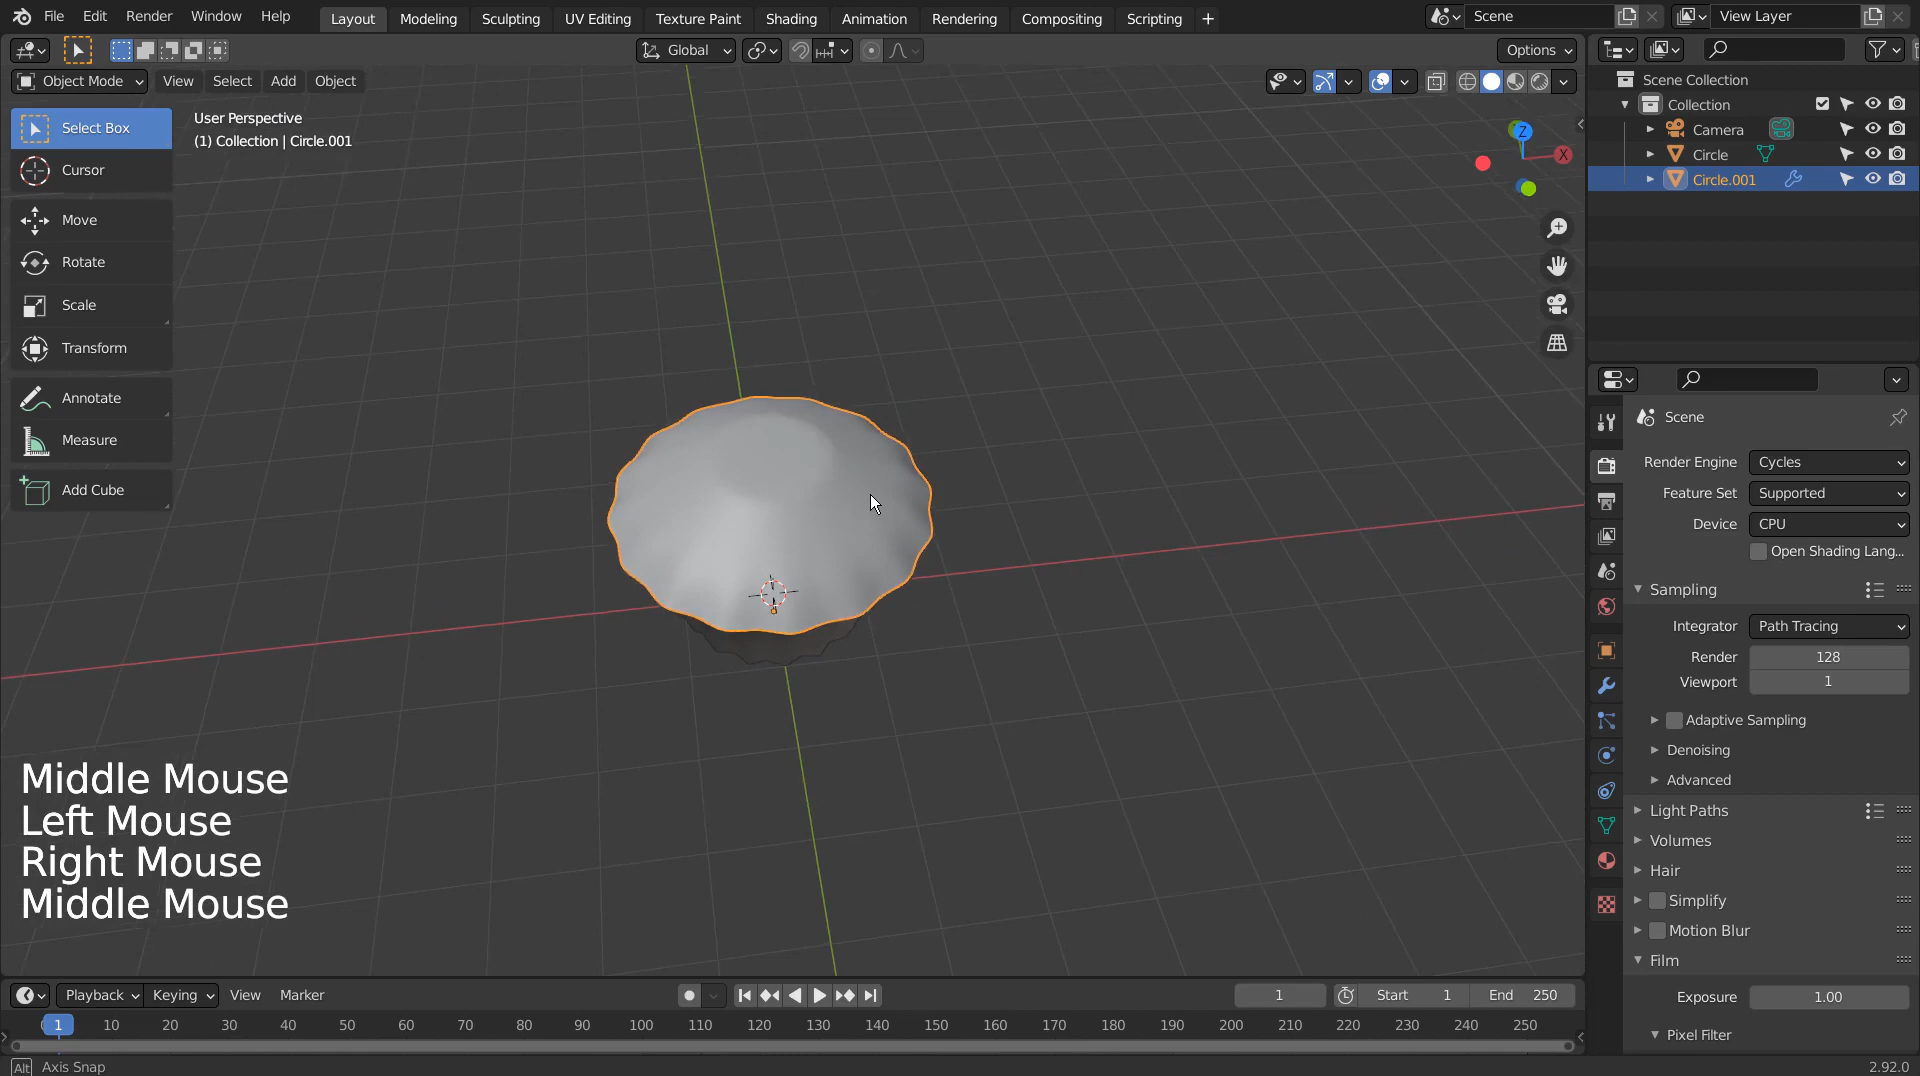 File Edit Render Window Help Layout Modeling Sculpting UV Editing Texture Paint Shading Animation Rendering Compositing Scripting + Scene View Layer
Global Options
Object Mode View Select Add Object
Scene Collection
Collection
Camera
Circle
Circle.001
User Perspective
(1) Collection | Circle.001
Z
X
Select Box
Cursor
Move
Rotate
Scale
Transform
Annotate
Measure
Add Cube
Scene
Render Engine Cycles
Feature Set Supported
Device CPU
Open Shading Lang...
Sampling
Integrator Path Tracing
Render 128
Viewport 1
Adaptive Sampling
Denoising
Advanced
Light Paths
Volumes
Hair
Simplify
Motion Blur
Film
Exposure 1.00
Pixel Filter
Middle Mouse
Left Mouse
Right Mouse
Middle Mouse
Playback Keying View Marker 1 Start 1 End 250
1 10 20 30 40 50 60 70 80 90 100 110 120 130 140 150 160 170 180 190 200 210 220 230 240 250
Alt Axis Snap 2.92.0